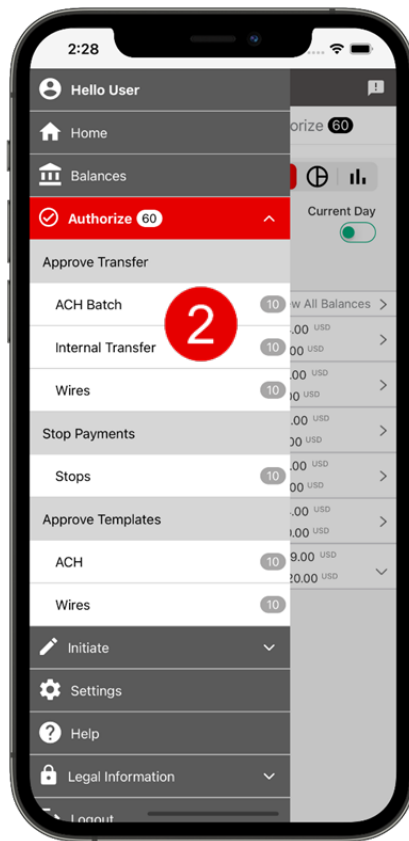 2:28
Hello User
Home
orize 60
Balances
Authorize 60
Current Day
Approve Transfer
ACH Batch 10
w All Balances
.00 USD
2
Internal Transfer 10
00 USD
.00 USD
Wires 10
00 USD
.00 USD
Stop Payments
00 USD
.00 USD
Stops 10
00 USD
.00 USD
Approve Templates
0.00 USD
ACH 10
9.00 USD
20.00 USD
Wires 10
Initiate
Settings
Help
Legal Information
Logout